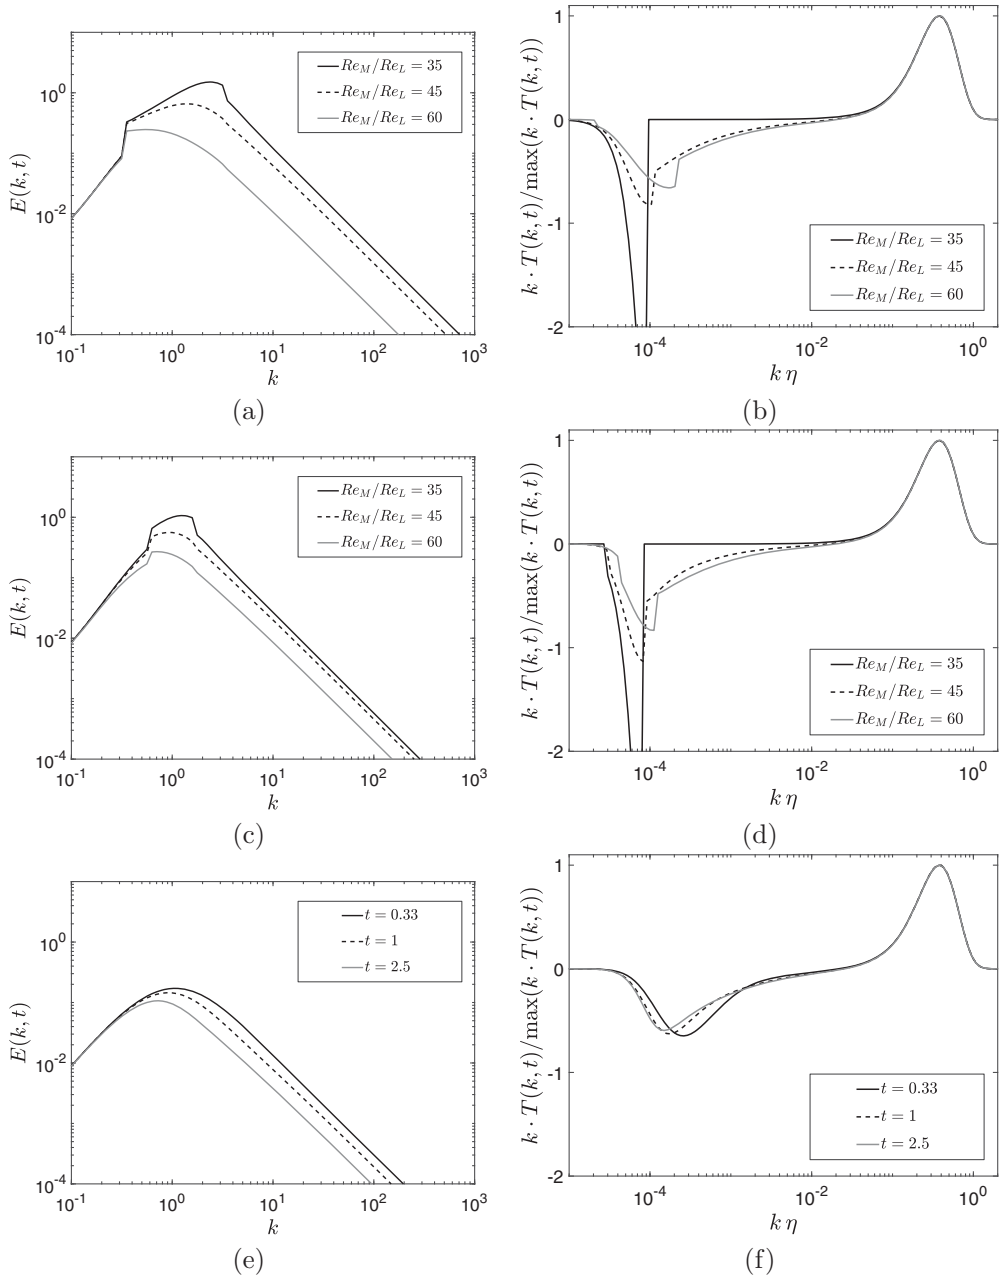 E(k, t)
10^0
10^-2
10^-4
Re_M/Re_L = 35
Re_M/Re_L = 45
Re_M/Re_L = 60
10^-1 10^0 10^1 10^2 10^3
k
(a)
k · T(k, t)/max(k · T(k, t))
1
0
-1
-2
Re_M/Re_L = 35
Re_M/Re_L = 45
Re_M/Re_L = 60
10^-4 10^-2 10^0
k η
(b)
E(k, t)
10^0
10^-2
10^-4
Re_M/Re_L = 35
Re_M/Re_L = 45
Re_M/Re_L = 60
10^-1 10^0 10^1 10^2 10^3
k
(c)
k · T(k, t)/max(k · T(k, t))
1
0
-1
-2
Re_M/Re_L = 35
Re_M/Re_L = 45
Re_M/Re_L = 60
10^-4 10^-2 10^0
k η
(d)
E(k, t)
10^0
10^-2
10^-4
t = 0.33
t = 1
t = 2.5
10^-1 10^0 10^1 10^2 10^3
k
(e)
k · T(k, t)/max(k · T(k, t))
1
0
-1
-2
t = 0.33
t = 1
t = 2.5
10^-4 10^-2 10^0
k η
(f)